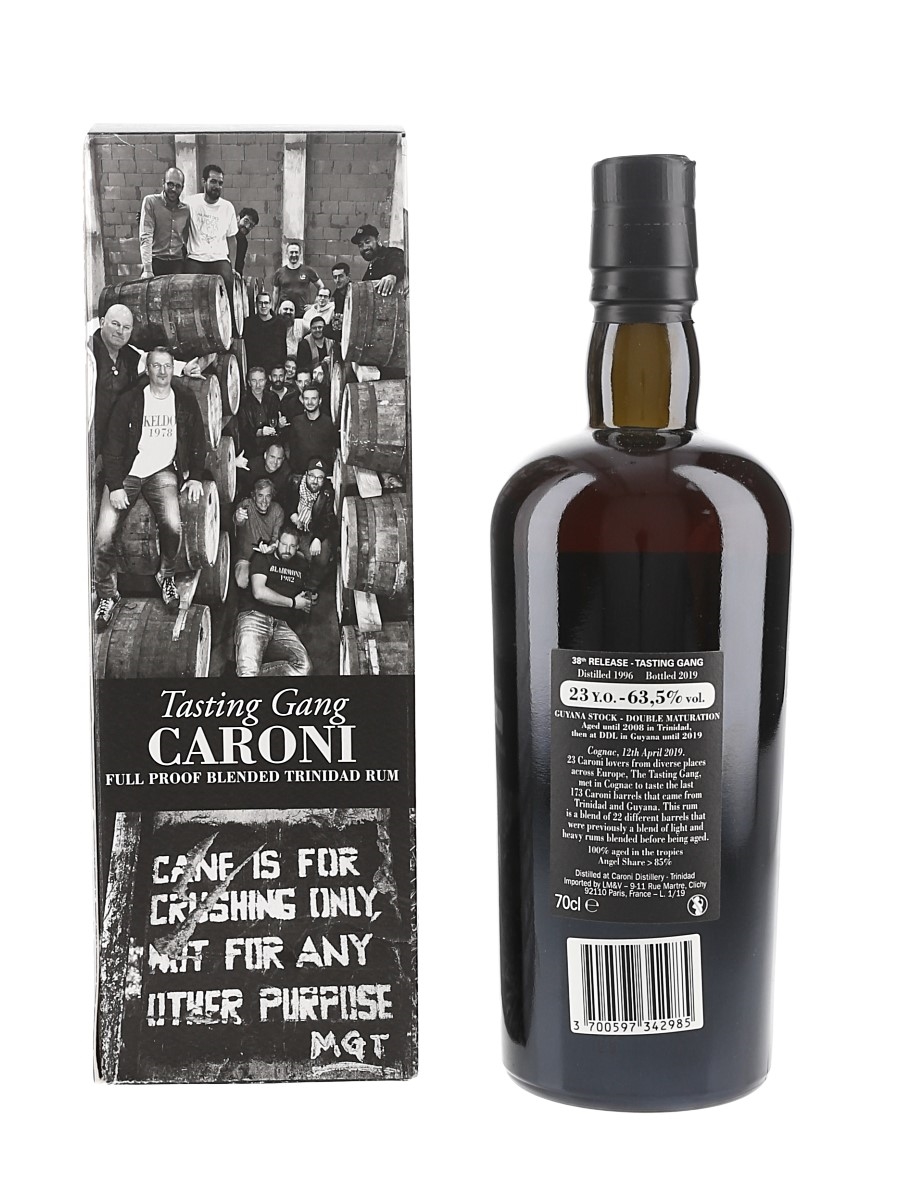 KELDO
1978
BLAIRMONT
1982
Tasting Gang
CARONI
FULL PROOF BLENDED TRINIDAD RUM
CANE IS FOR
CRUSHING ONLY,
NOT FOR ANY
OTHER PURPOSE
MGT
38th RELEASE - TASTING GANG
Distilled 1996 Bottled 2019
23 Y.O. - 63,5% vol.
GUYANA STOCK - DOUBLE MATURATION
Aged until 2008 in Trinidad,
then at DDL in Guyana until 2019
Cognac, 12th April 2019.
23 Caroni lovers from diverse places
across Europe, The Tasting Gang,
met in Cognac to taste the last
173 Caroni barrels that came from
Trinidad and Guyana. This rum
is a blend of 22 different barrels that
were previously a blend of light and
heavy rums blended before being aged.
100% aged in the tropics
Angel Share > 85%
Distilled at Caroni Distillery - Trinidad
Imported by LM&V – 9-11 Rue Martre, Clichy
92110 Paris, France – L. 1/19
70cl ℮
3 700597 342985